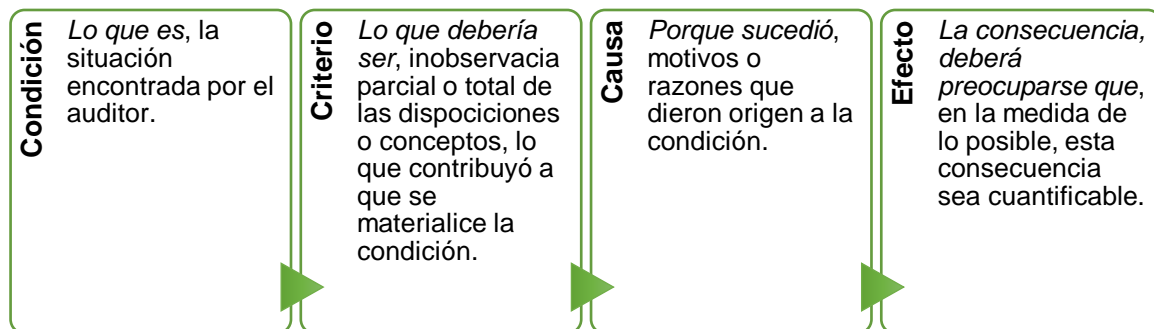 Condición
Lo que es, la
situación
encontrada por el
auditor.
Criterio
Lo que debería
ser, inobservacia
parcial o total de
las dispociciones
o conceptos, lo
que contribuyó a
que se
materialice la
condición.
Causa
Porque sucedió,
motivos o
razones que
dieron origen a la
condición.
Efecto
La consecuencia,
deberá
preocuparse que,
en la medida de
lo posible, esta
consecuencia
sea cuantificable.